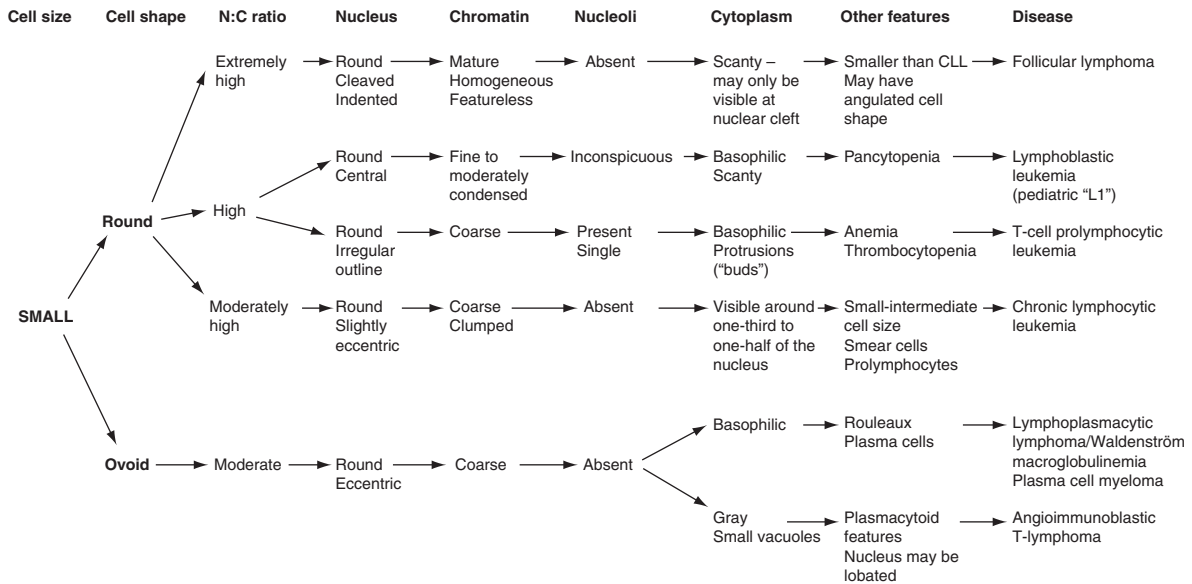 Cell size
Cell shape
N:C ratio
Nucleus
Chromatin
Nucleoli
Cytoplasm
Other features
Disease
SMALL
Round
Extremely
high
Round
Cleaved
Indented
Mature
Homogeneous
Featureless
Absent
Scanty –
may only be
visible at
nuclear cleft
Smaller than CLL
May have
angulated cell
shape
Follicular lymphoma
High
Round
Central
Fine to
moderately
condensed
Inconspicuous
Basophilic
Scanty
Pancytopenia
Lymphoblastic
leukemia
(pediatric “L1”)
Round
Irregular
outline
Coarse
Present
Single
Basophilic
Protrusions
(“buds”)
Anemia
Thrombocytopenia
T-cell prolymphocytic
leukemia
Moderately
high
Round
Slightly
eccentric
Coarse
Clumped
Absent
Visible around
one-third to
one-half of the
nucleus
Small-intermediate
cell size
Smear cells
Prolymphocytes
Chronic lymphocytic
leukemia
Ovoid
Moderate
Round
Eccentric
Coarse
Absent
Basophilic
Rouleaux
Plasma cells
Lymphoplasmacytic
lymphoma/Waldenström
macroglobulinemia
Plasma cell myeloma
Gray
Small vacuoles
Plasmacytoid
features
Nucleus may be
lobated
Angioimmunoblastic
T-lymphoma